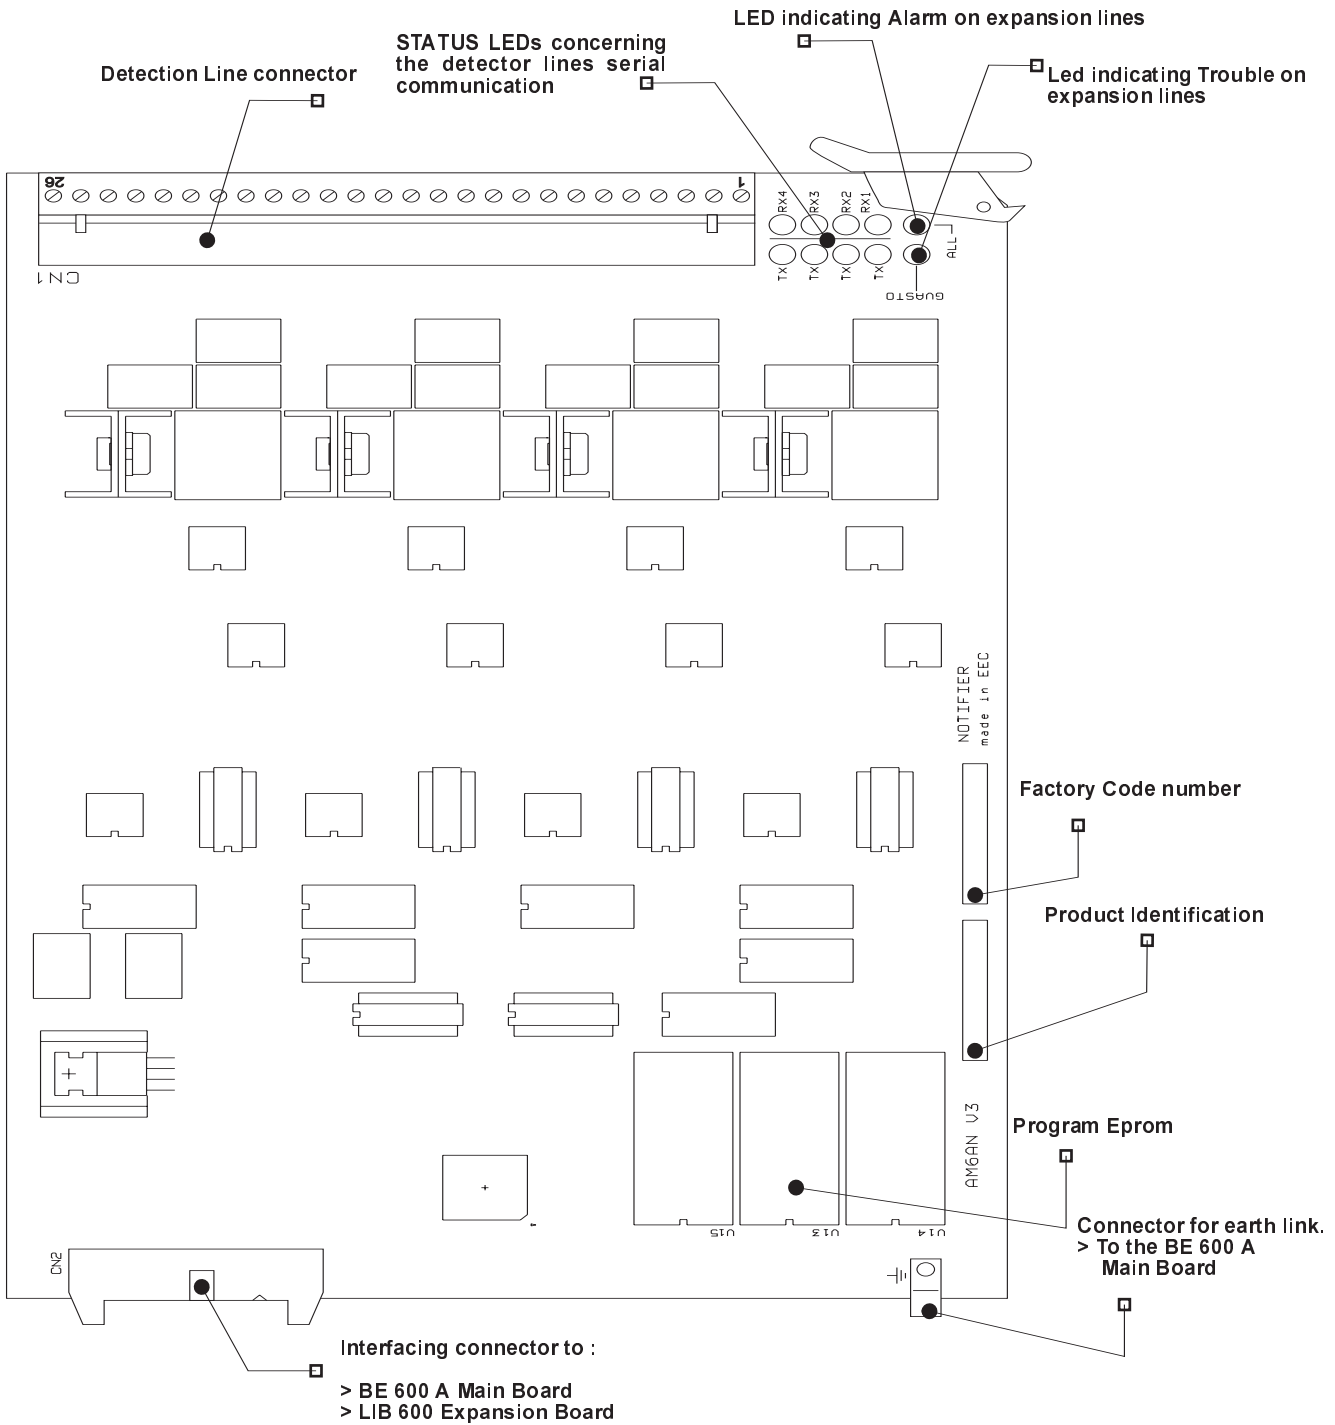 LED indicating Alarm on expansion lines
STATUS LEDs concerning
the detector lines serial
communication
Detection Line connector
Led indicating Trouble on
expansion lines
26
1
RX4
RX3
RX2
RX1
ALL
TX
TX
TX
TX
GUASTO
CN1
NOTIFIER
made in EEC
Factory Code number
Product Identification
AM6AN V3
Program Eprom
U15
U13
U14
Connector for earth link.
> To the BE 600 A
Main Board
CN2
Interfacing connector to :
> BE 600 A Main Board
> LIB 600 Expansion Board